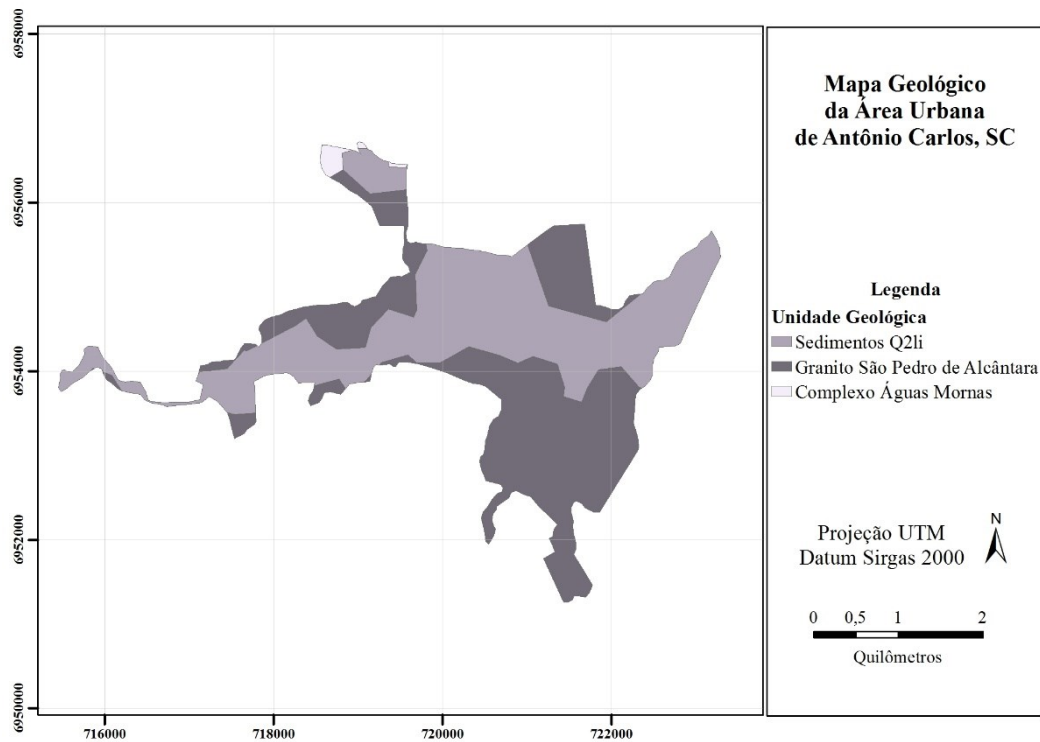 Mapa Geológico
da Área Urbana
de Antônio Carlos, SC
Legenda
Unidade Geológica
Sedimentos Q2li
Granito São Pedro de Alcântara
Complexo Águas Mornas
Projeção UTM
Datum Sirgas 2000
N
0 0,5 1 2
Quilômetros
6958000
6956000
6954000
6952000
6950000
716000 718000 720000 722000